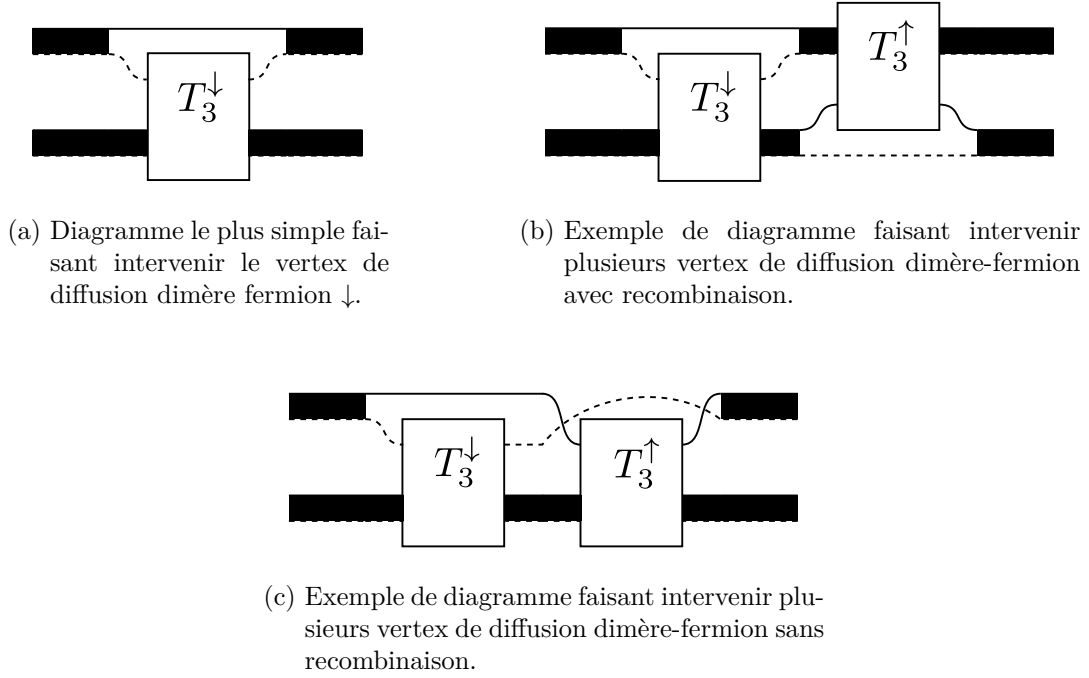 T₃↓
T₃↓
T₃↑
(a) Diagramme le plus simple fai-
sant intervenir le vertex de
diffusion dimère fermion ↓.
(b) Exemple de diagramme faisant intervenir
plusieurs vertex de diffusion dimère-fermion
avec recombinaison.
T₃↓
T₃↑
(c) Exemple de diagramme faisant intervenir plu-
sieurs vertex de diffusion dimère-fermion sans
recombinaison.